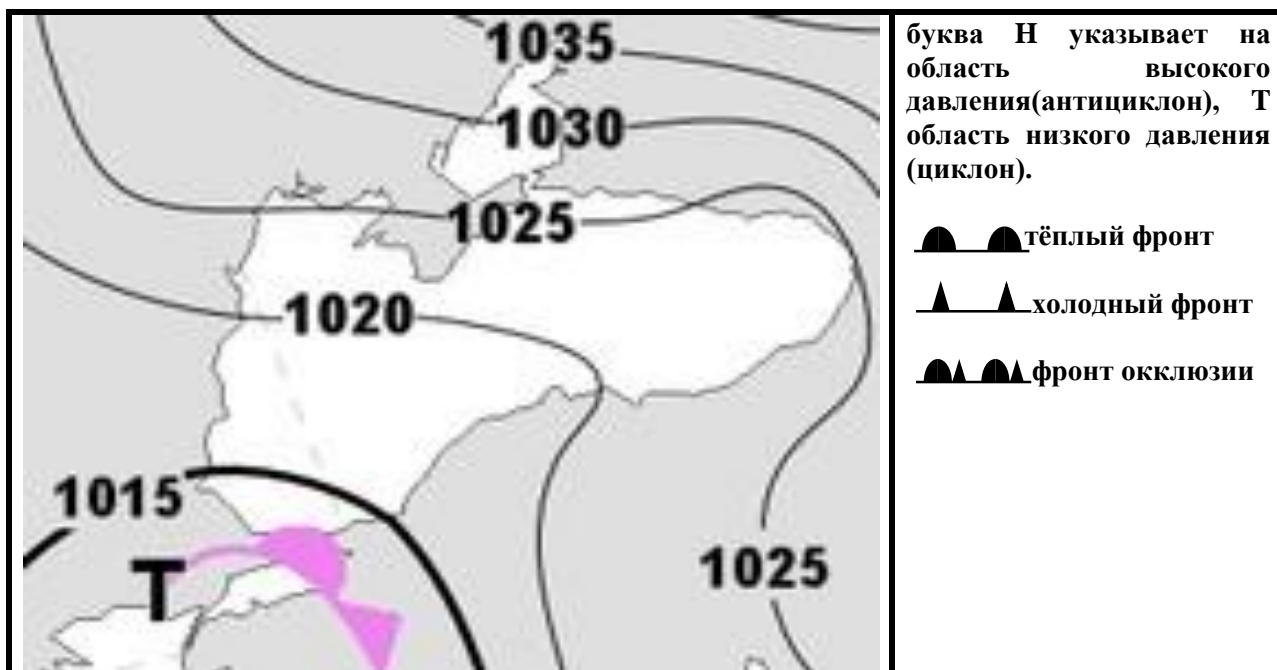 1035
1030
1025
1020
1015
T
1025
буква Н указывает на
область высокого
давления(антициклон), Т
область низкого давления
(циклон).
тёплый фронт
холодный фронт
фронт окклюзии